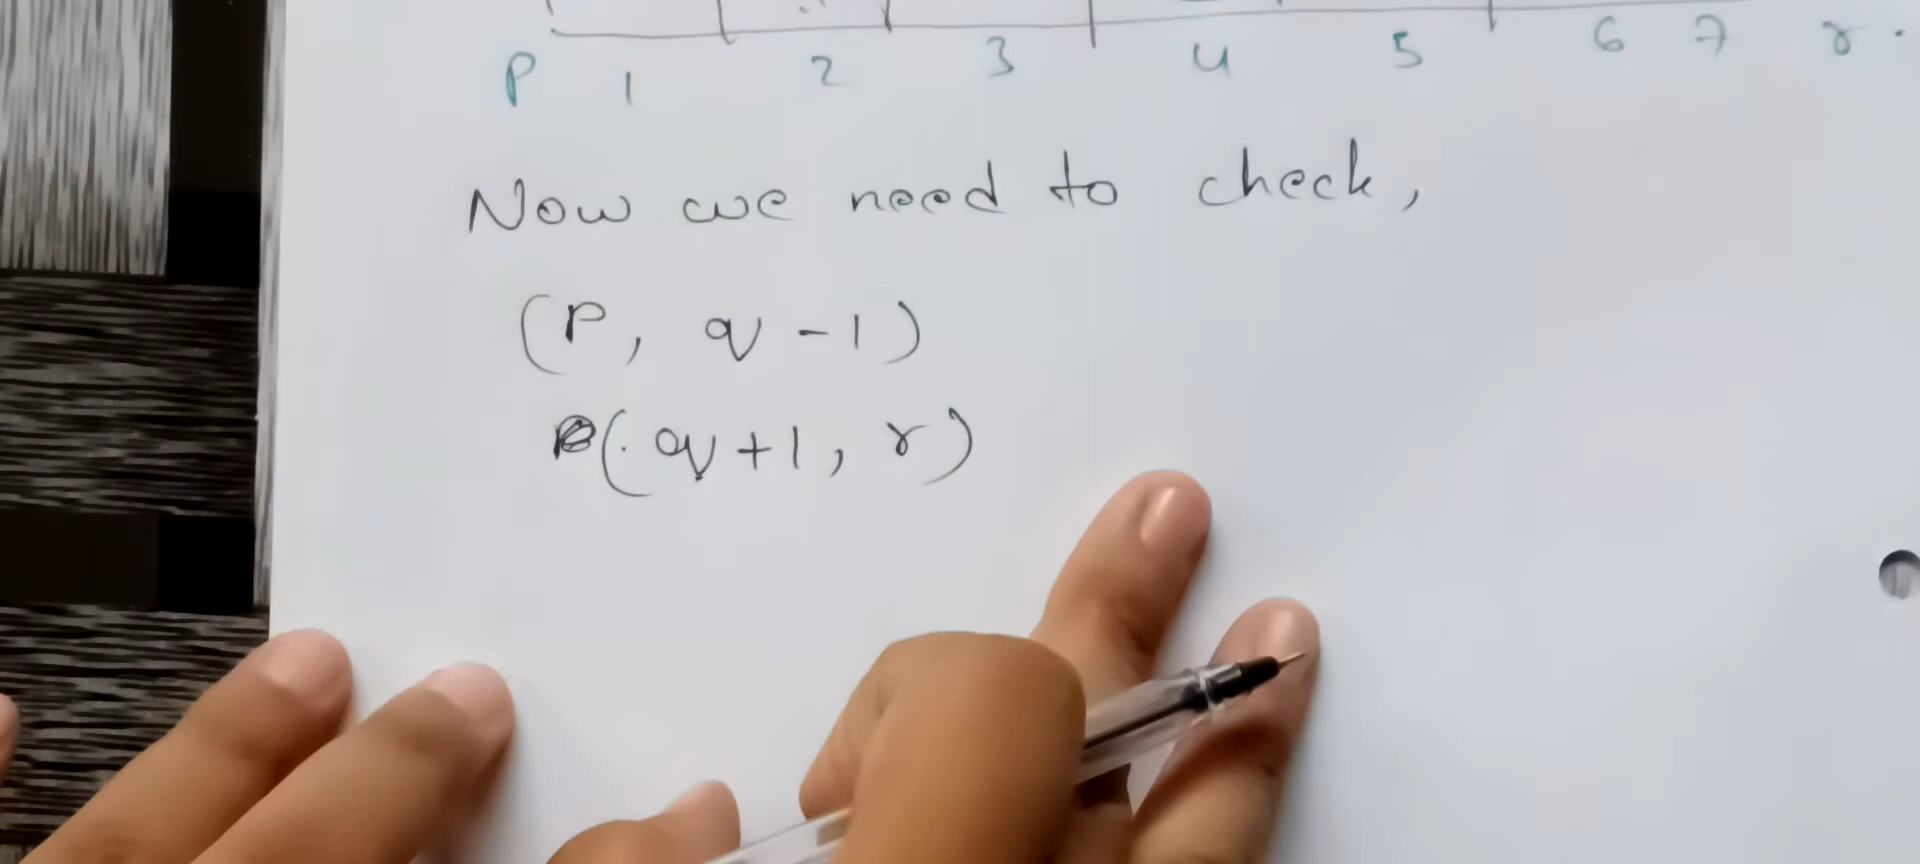 P 1 2 3 4 5 6 7 r.
Now we need to check,
(P, q-1)
(q+1, r)